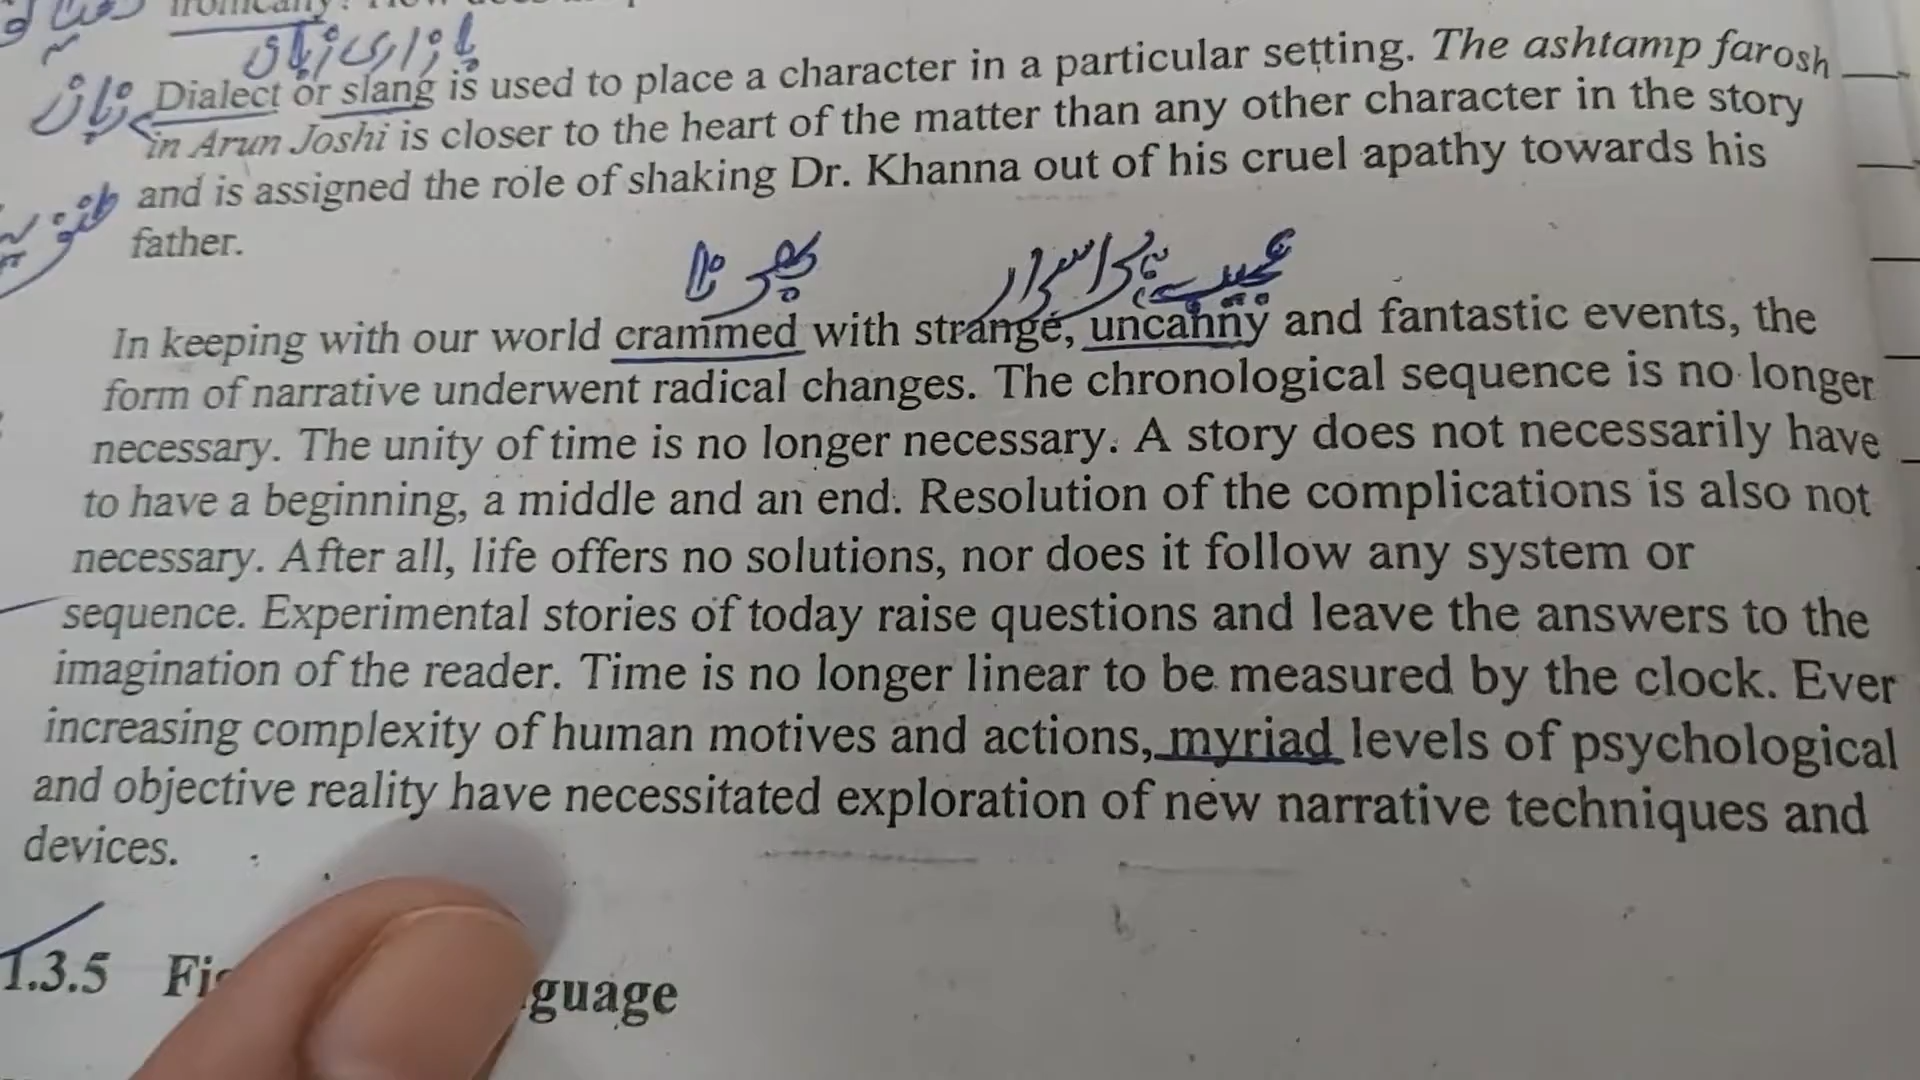 بازاری زبان
زبان
Dialect or slang is used to place a character in a particular setting. The ashtamp farosh
in Arun Joshi is closer to the heart of the matter than any other character in the story
and is assigned the role of shaking Dr. Khanna out of his cruel apathy towards his
father.
عجیب پراسرار
In keeping with our world crammed with strange, uncanny and fantastic events, the
form of narrative underwent radical changes. The chronological sequence is no longer
necessary. The unity of time is no longer necessary. A story does not necessarily have
to have a beginning, a middle and an end. Resolution of the complications is also not
necessary. After all, life offers no solutions, nor does it follow any system or
sequence. Experimental stories of today raise questions and leave the answers to the
imagination of the reader. Time is no longer linear to be measured by the clock. Ever
increasing complexity of human motives and actions, myriad levels of psychological
and objective reality have necessitated exploration of new narrative techniques and
devices.
1.3.5